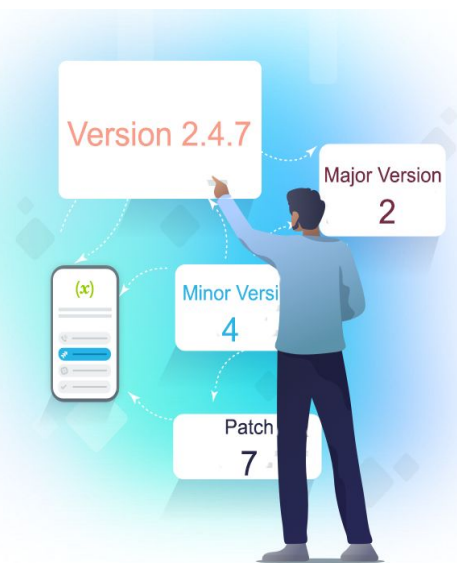 Version 2.4.7
Major Version
2
(x)
Minor Versi
4
Patch
7